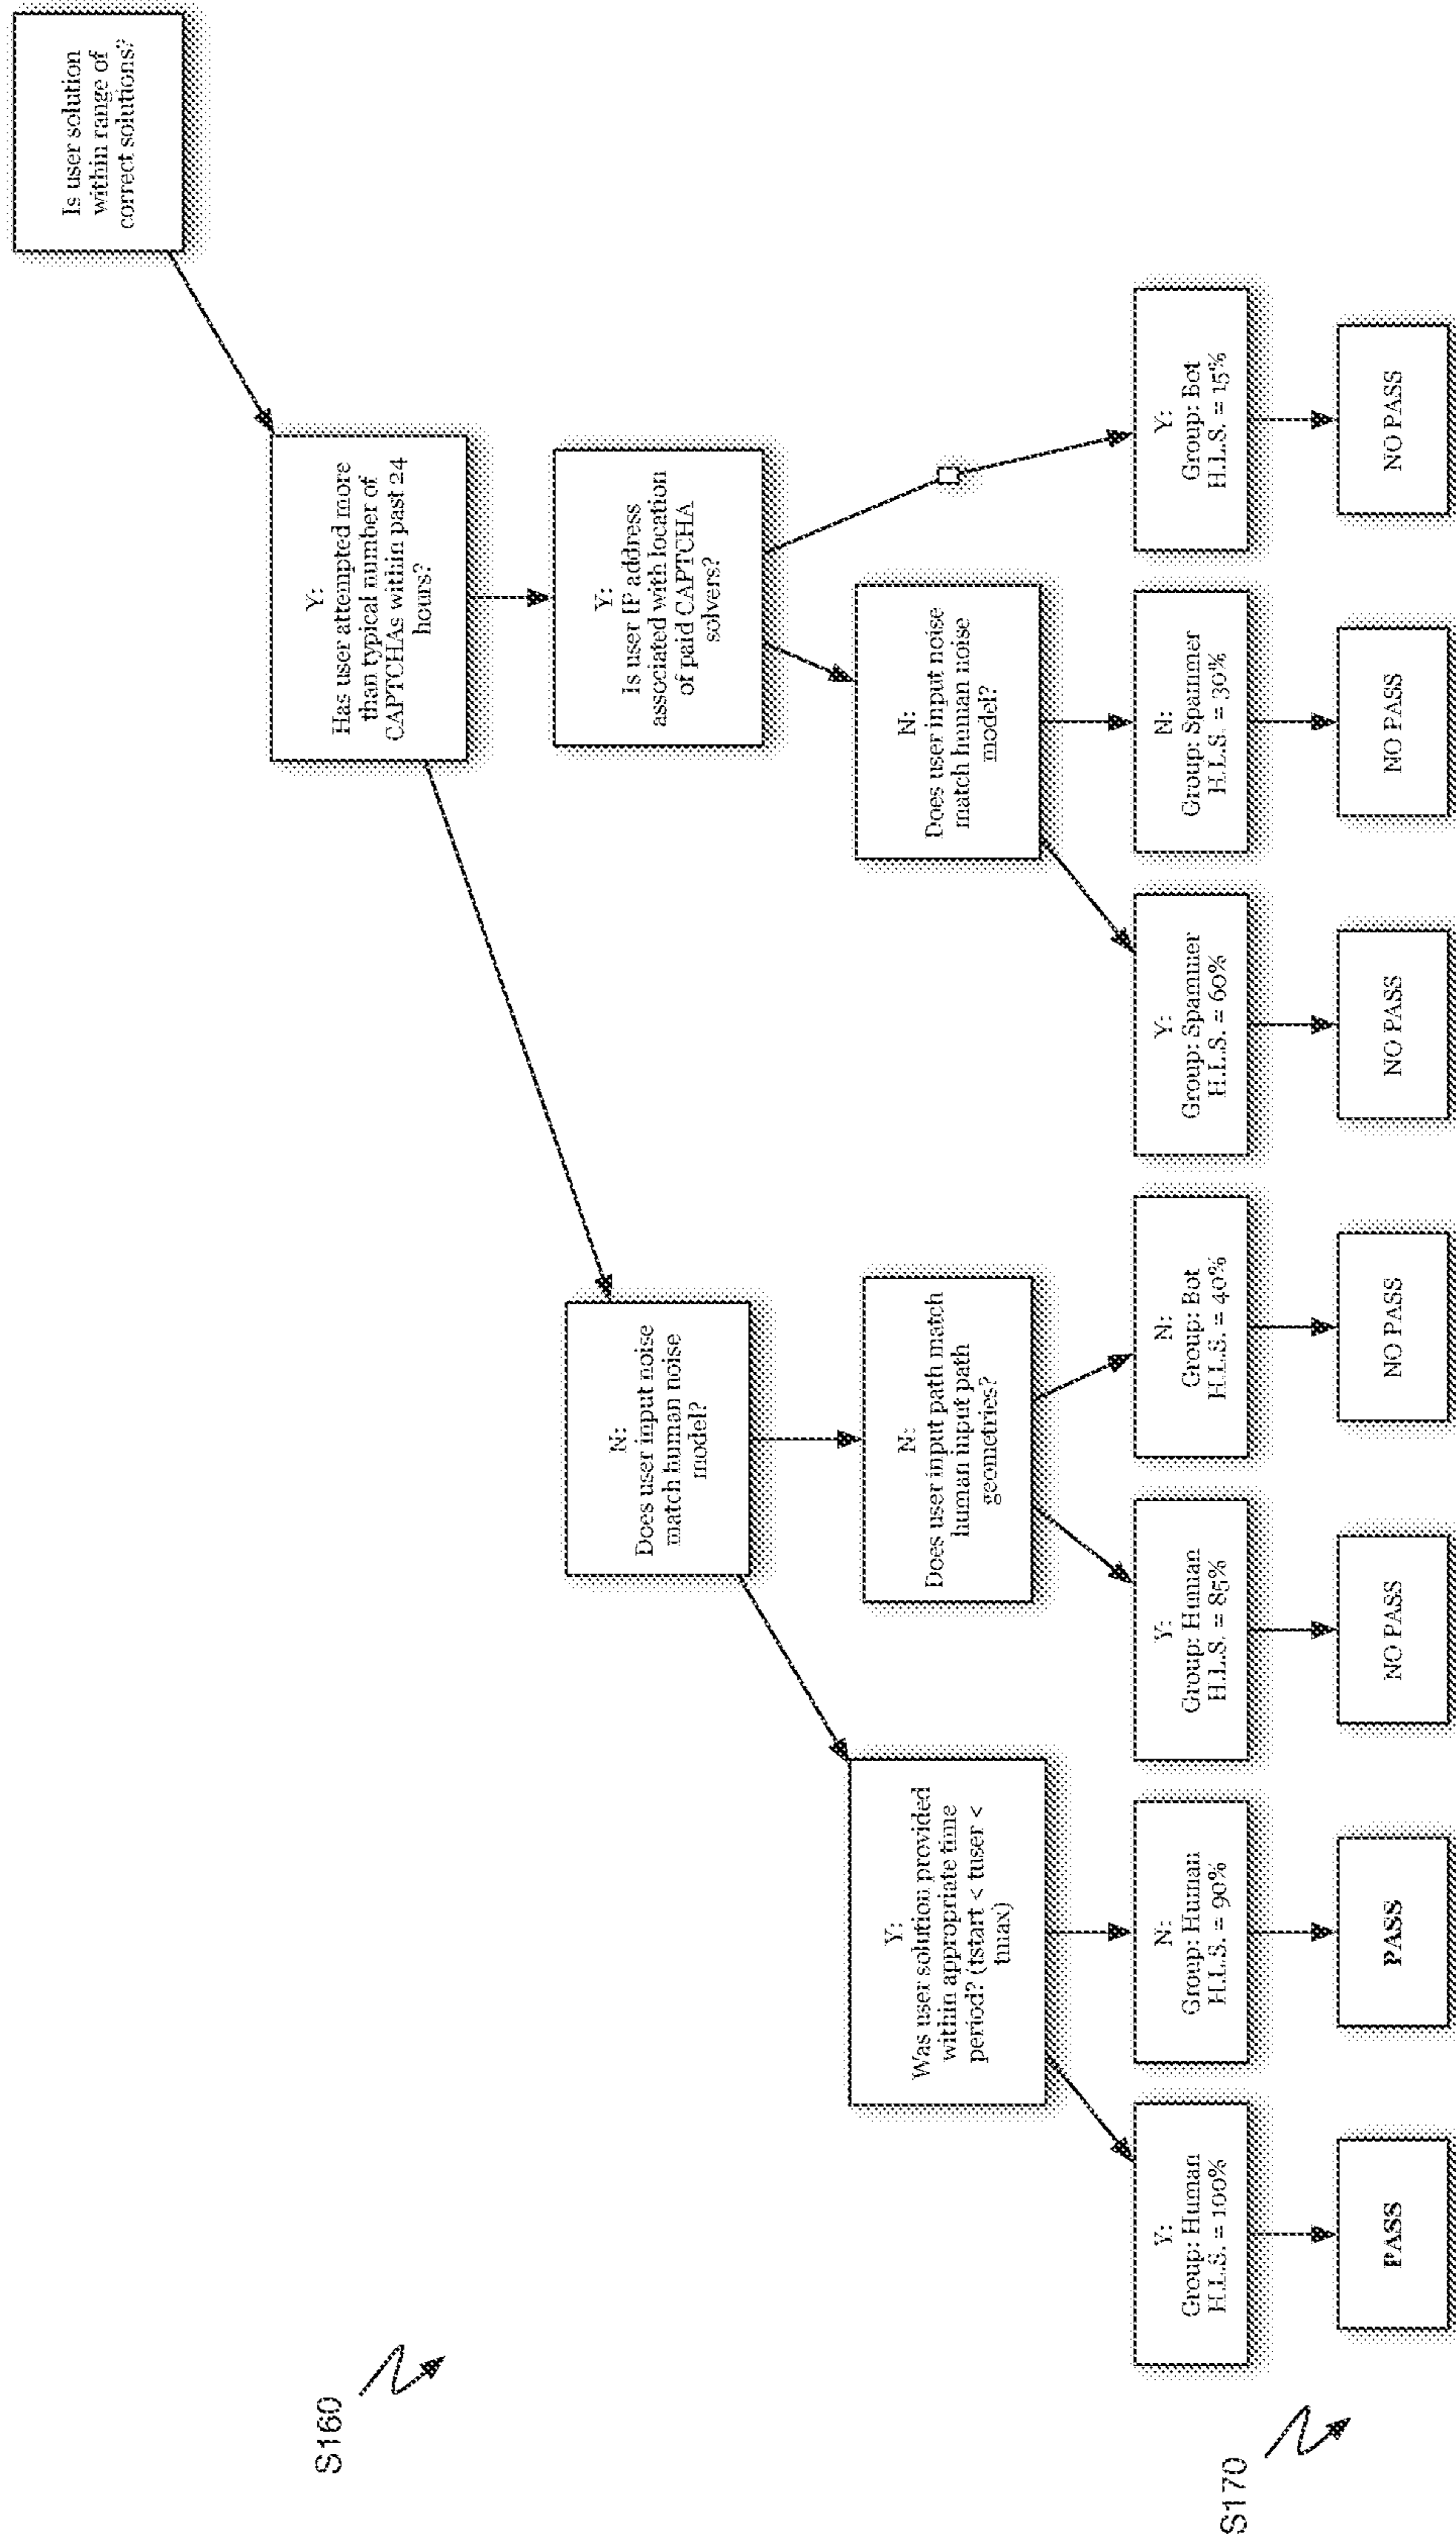 Is user solution
within range of
correct solutions?
Y:
Has user attempted more
than typical number of
CAPTCHAs within past 24
hours?
S160
N:
Does user input noise
match human noise
model?
Y:
Is user IP address
associated with location
of paid CAPTCHA
solvers?
Y:
Was user solution provided
within appropriate time
period? (tstart < tuser <
tmax)
N:
Does user input path match
human input path
geometries?
N:
Does user input noise
match human noise
model?
S170
Y:
Group: Human
H.L.S. = 100%
N:
Group: Human
H.L.S. = 90%
Y:
Group: Human
H.L.S. = 85%
N:
Group: Bot
H.L.S. = 40%
Y:
Group: Spammer
H.L.S. = 60%
N:
Group: Spammer
H.L.S. = 30%
Y:
Group: Bot
H.L.S. = 15%
PASS
PASS
NO PASS
NO PASS
NO PASS
NO PASS
NO PASS